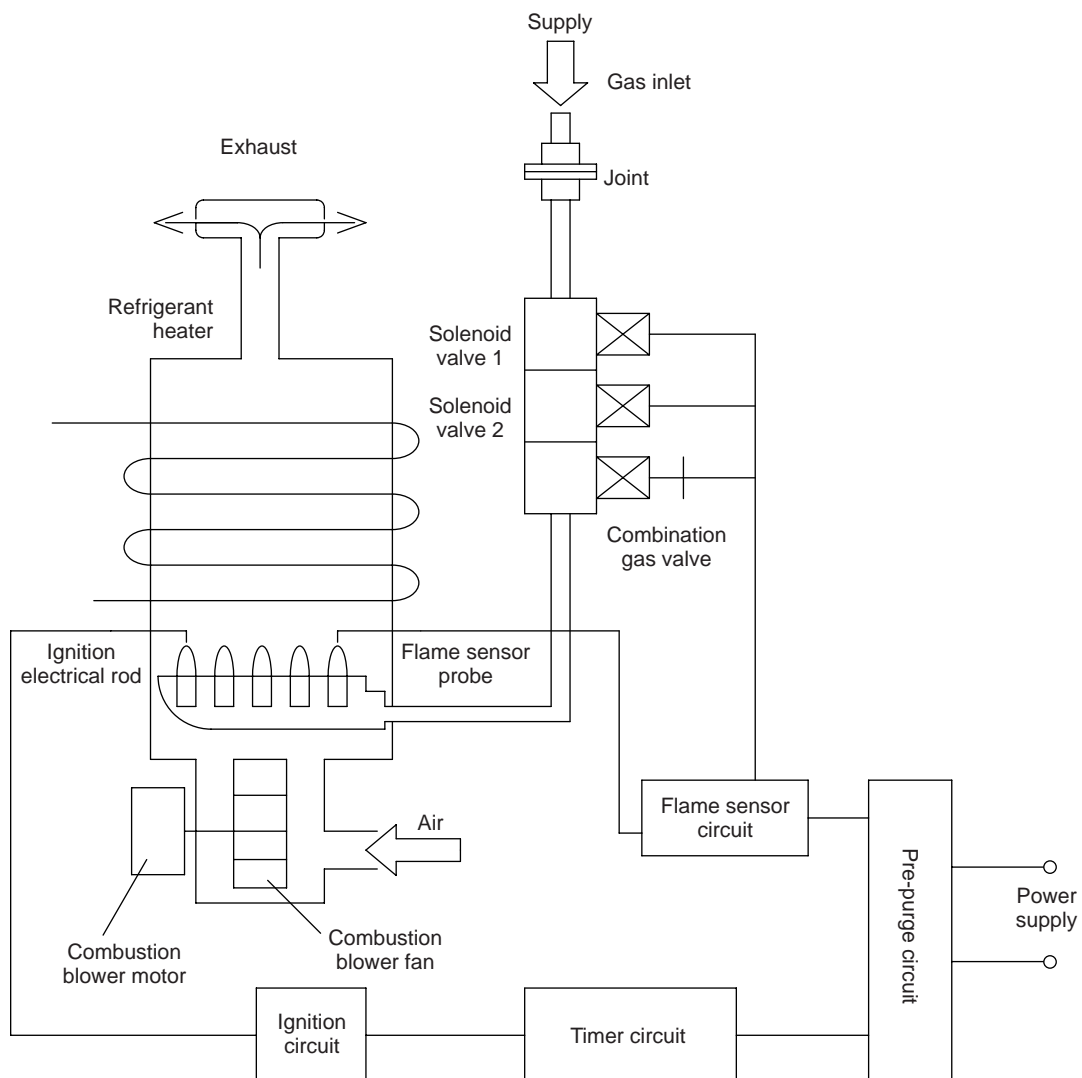 Supply
Gas inlet
Exhaust
Joint
Refrigerant
heater
Solenoid
valve 1
Solenoid
valve 2
Combination
gas valve
Ignition
electrical rod
Flame sensor
probe
Air
Flame sensor
circuit
Pre-purge circuit
Power
supply
Combustion
blower motor
Combustion
blower fan
Ignition
circuit
Timer circuit